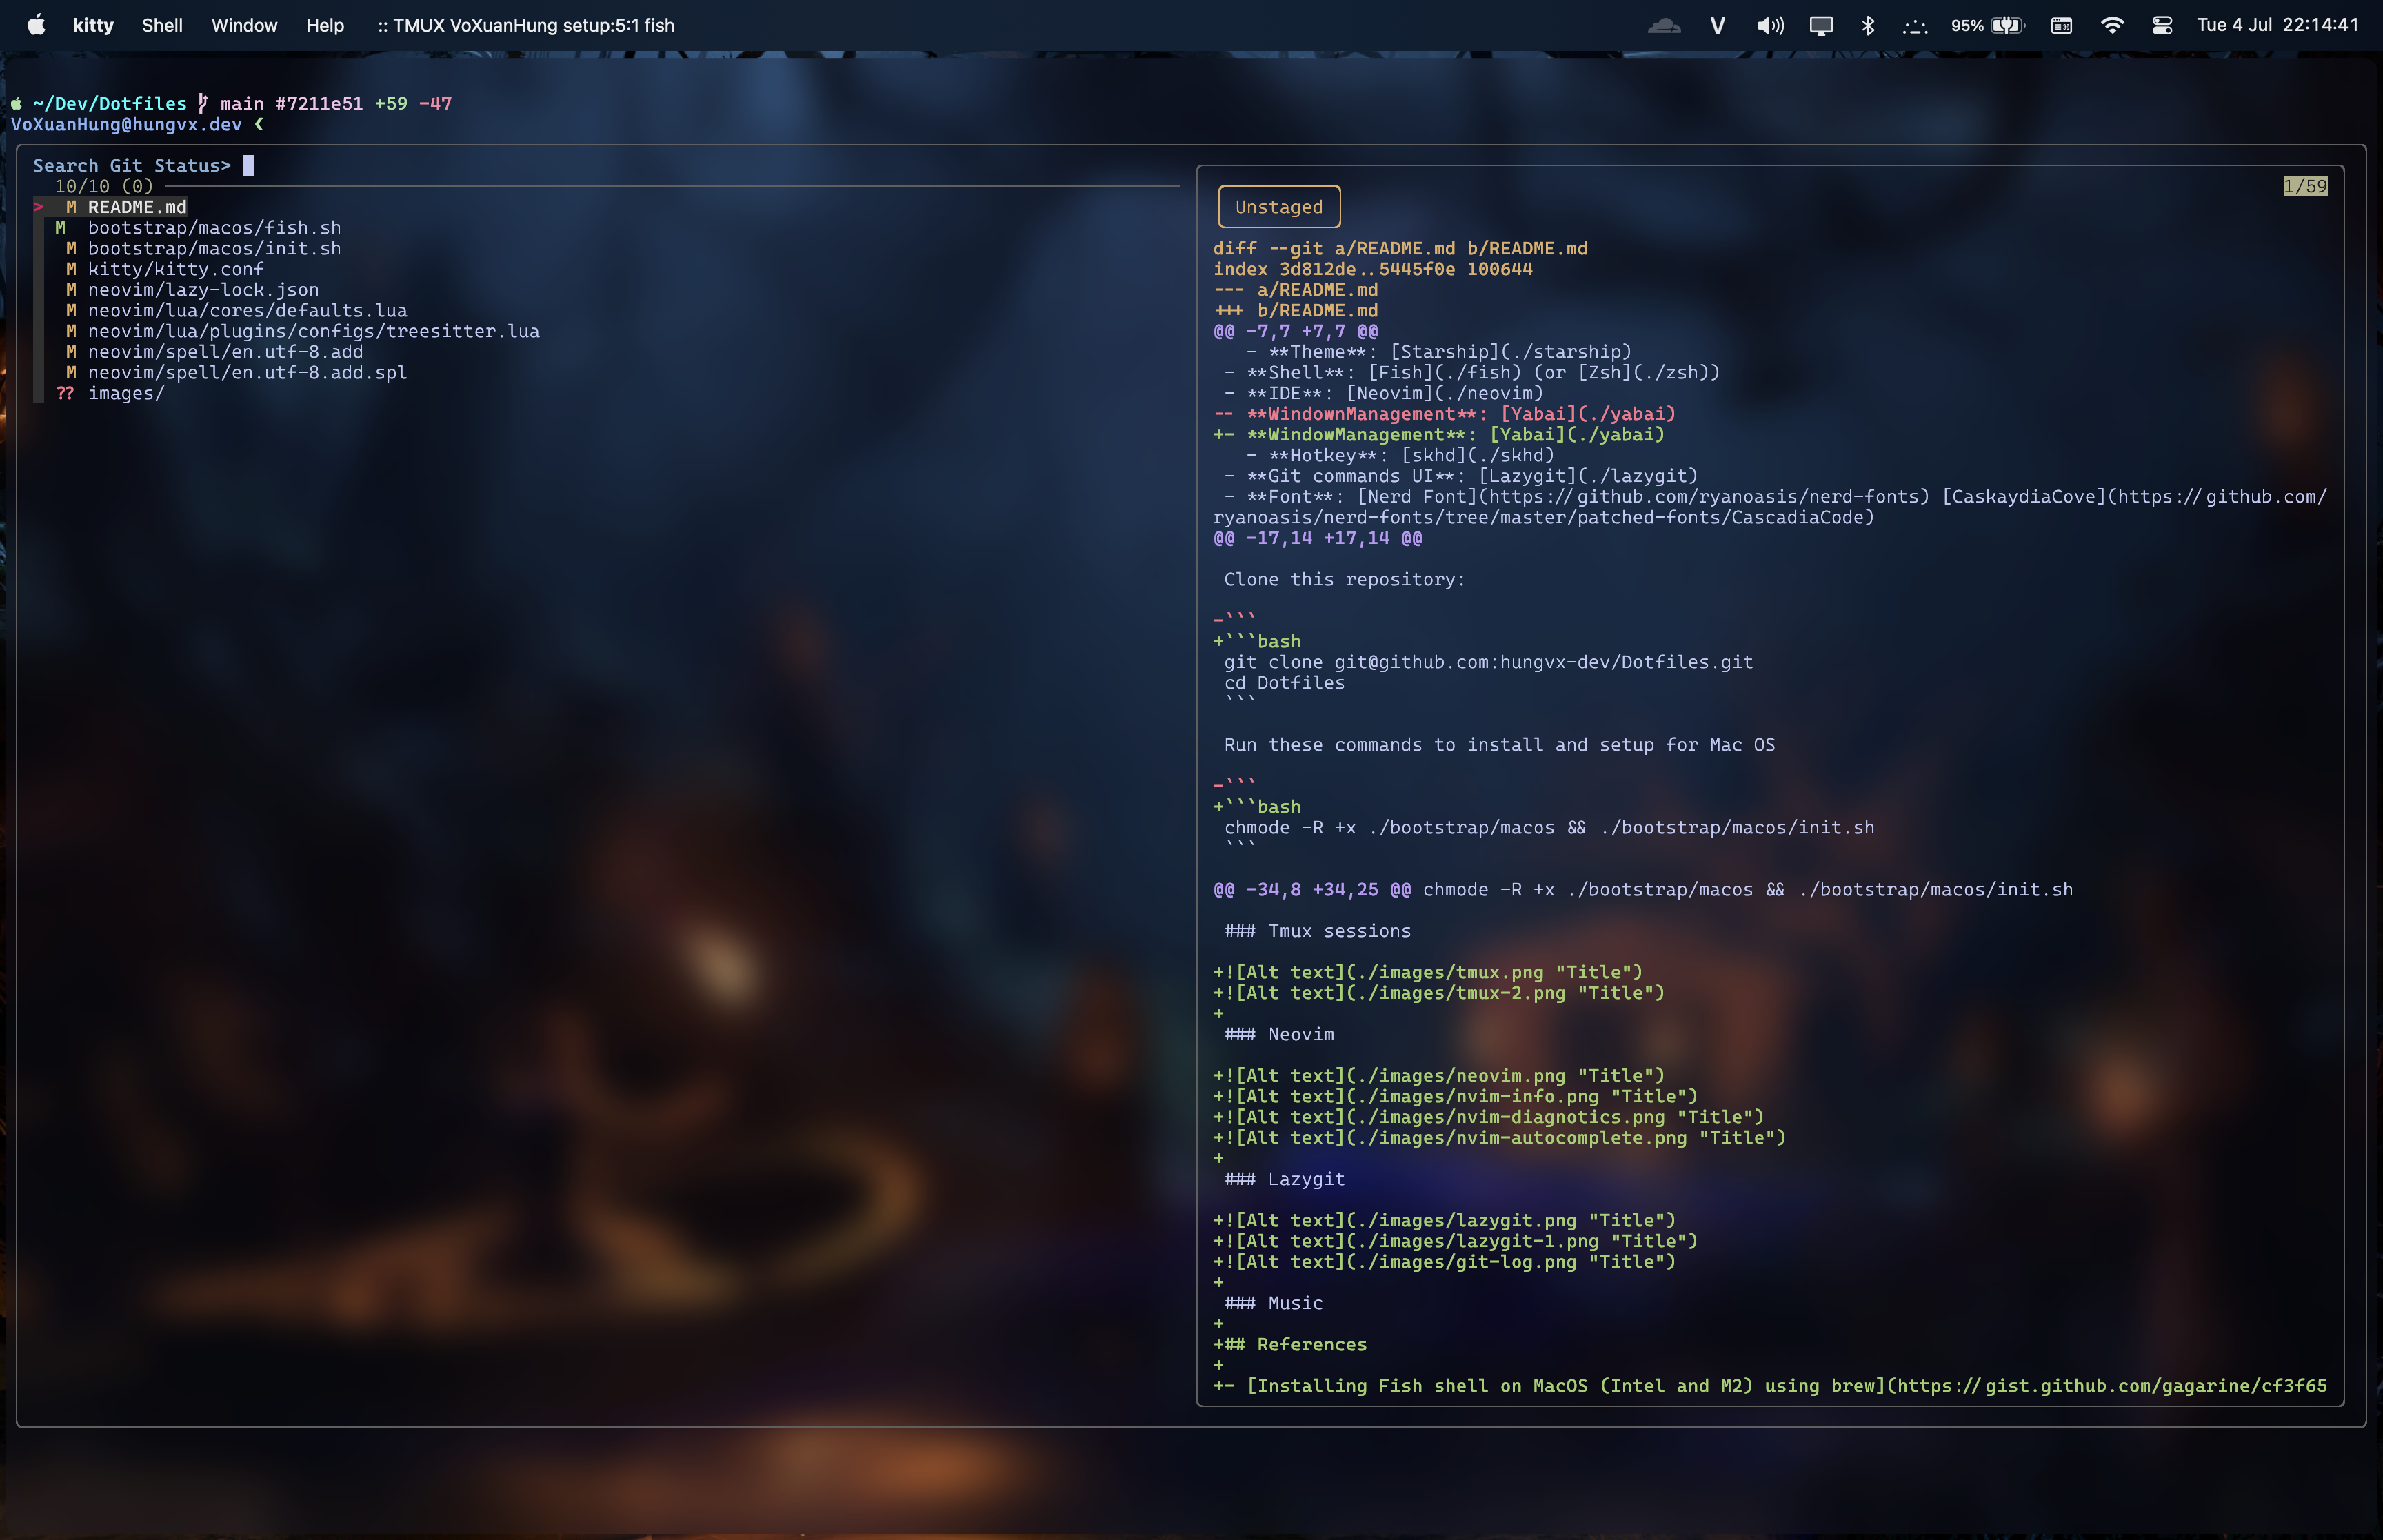 kitty Shell Window Help :: TMUX VoXuanHung setup:5:1 fish V 95% Tue 4 Jul 22:14:41
~/Dev/Dotfiles main #7211e51 +59 -47
VoXuanHung@hungvx.dev ❮
Search Git Status>
10/10 (0)
1/59
> M README.md
M bootstrap/macos/fish.sh
M bootstrap/macos/init.sh
M kitty/kitty.conf
M neovim/lazy-lock.json
M neovim/lua/cores/defaults.lua
M neovim/lua/plugins/configs/treesitter.lua
M neovim/spell/en.utf-8.add
M neovim/spell/en.utf-8.add.spl
?? images/
Unstaged
diff --git a/README.md b/README.md
index 3d812de..5445f0e 100644
--- a/README.md
+++ b/README.md
@@ -7,7 +7,7 @@
   - **Theme**: [Starship](./starship)
 - **Shell**: [Fish](./fish) (or [Zsh](./zsh))
 - **IDE**: [Neovim](./neovim)
-- **WindownManagement**: [Yabai](./yabai)
+- **WindowManagement**: [Yabai](./yabai)
   - **Hotkey**: [skhd](./skhd)
 - **Git commands UI**: [Lazygit](./lazygit)
 - **Font**: [Nerd Font](https://github.com/ryanoasis/nerd-fonts) [CaskaydiaCove](https://github.com/
ryanoasis/nerd-fonts/tree/master/patched-fonts/CascadiaCode)
@@ -17,14 +17,14 @@
 Clone this repository:
-```
+```bash
 git clone git@github.com:hungvx-dev/Dotfiles.git
 cd Dotfiles
 ```
 Run these commands to install and setup for Mac OS
-```
+```bash
 chmode -R +x ./bootstrap/macos && ./bootstrap/macos/init.sh
 ```
@@ -34,8 +34,... @@ chmode -R +x ./bootstrap/macos && ./bootstrap/macos/init.sh
 ### Tmux sessions
+![Alt text](./images/tmux.png "Title")
+![Alt text](./images/tmux-2.png "Title")
+
 ### Neovim
+![Alt text](./images/neovim.png "Title")
+![Alt text](./images/nvim-info.png "Title")
+![Alt text](./images/nvim-diagnotics.png "Title")
+![Alt text](./images/nvim-autocomplete.png "Title")
+
 ### Lazygit
+![Alt text](./images/lazygit.png "Title")
+![Alt text](./images/lazygit-1.png "Title")
+![Alt text](./images/git-log.png "Title")
+
 ### Music
+
+## References
+
+- [Installing Fish shell on MacOS (Intel and M2) using brew](https://gist.github.com/gagarine/cf3f65